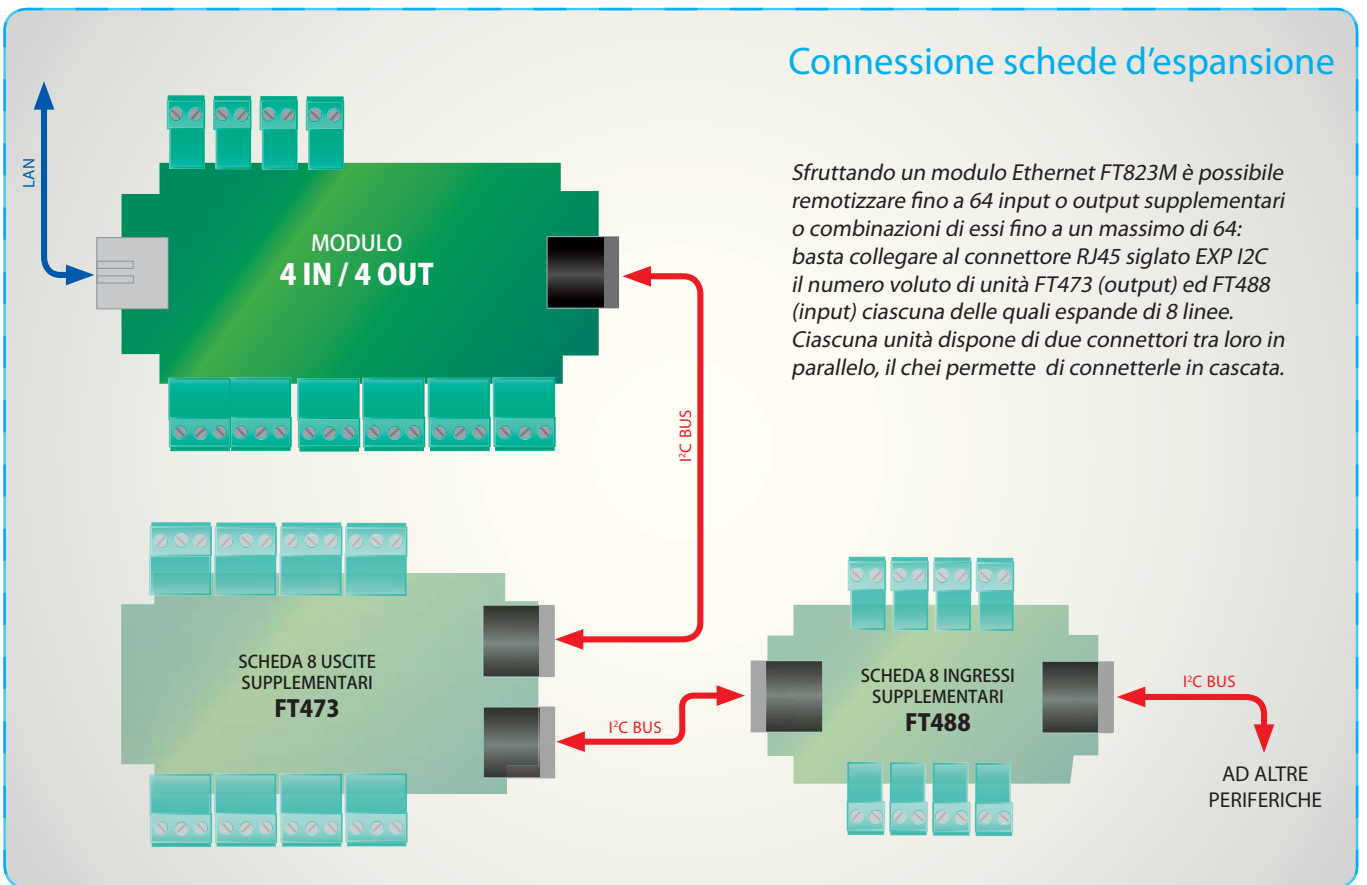 Connessione schede d'espansione
LAN
MODULO
4 IN / 4 OUT
Sfruttando un modulo Ethernet FT823M è possibile
remotizzare fino a 64 input o output supplementari
o combinazioni di essi fino a un massimo di 64:
basta collegare al connettore RJ45 siglato EXP I2C
il numero voluto di unità FT473 (output) ed FT488
(input) ciascuna delle quali espande di 8 linee.
Ciascuna unità dispone di due connettori tra loro in
parallelo, il chei permette di connetterle in cascata.
I²C BUS
SCHEDA 8 USCITE
SUPPLEMENTARI
FT473
I²C BUS
SCHEDA 8 INGRESSI
SUPPLEMENTARI
FT488
I²C BUS
AD ALTRE
PERIFERICHE